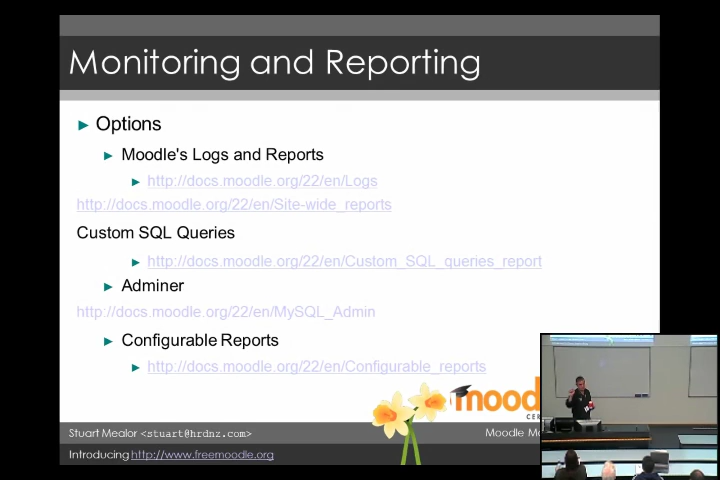 Monitoring and Reporting
Options
Moodle's Logs and Reports
http://docs.moodle.org/22/en/Logs
http://docs.moodle.org/22/en/Site-wide_reports
Custom SQL Queries
http://docs.moodle.org/22/en/Custom_SQL_queries_report
Adminer
http://docs.moodle.org/22/en/MySQL_Admin
Configurable Reports
http://docs.moodle.org/22/en/Configurable_reports
mood
CER
Stuart Mealor <stuart@hrdnz.com>
Moodle Mo
Introducing http://www.freemoodle.org